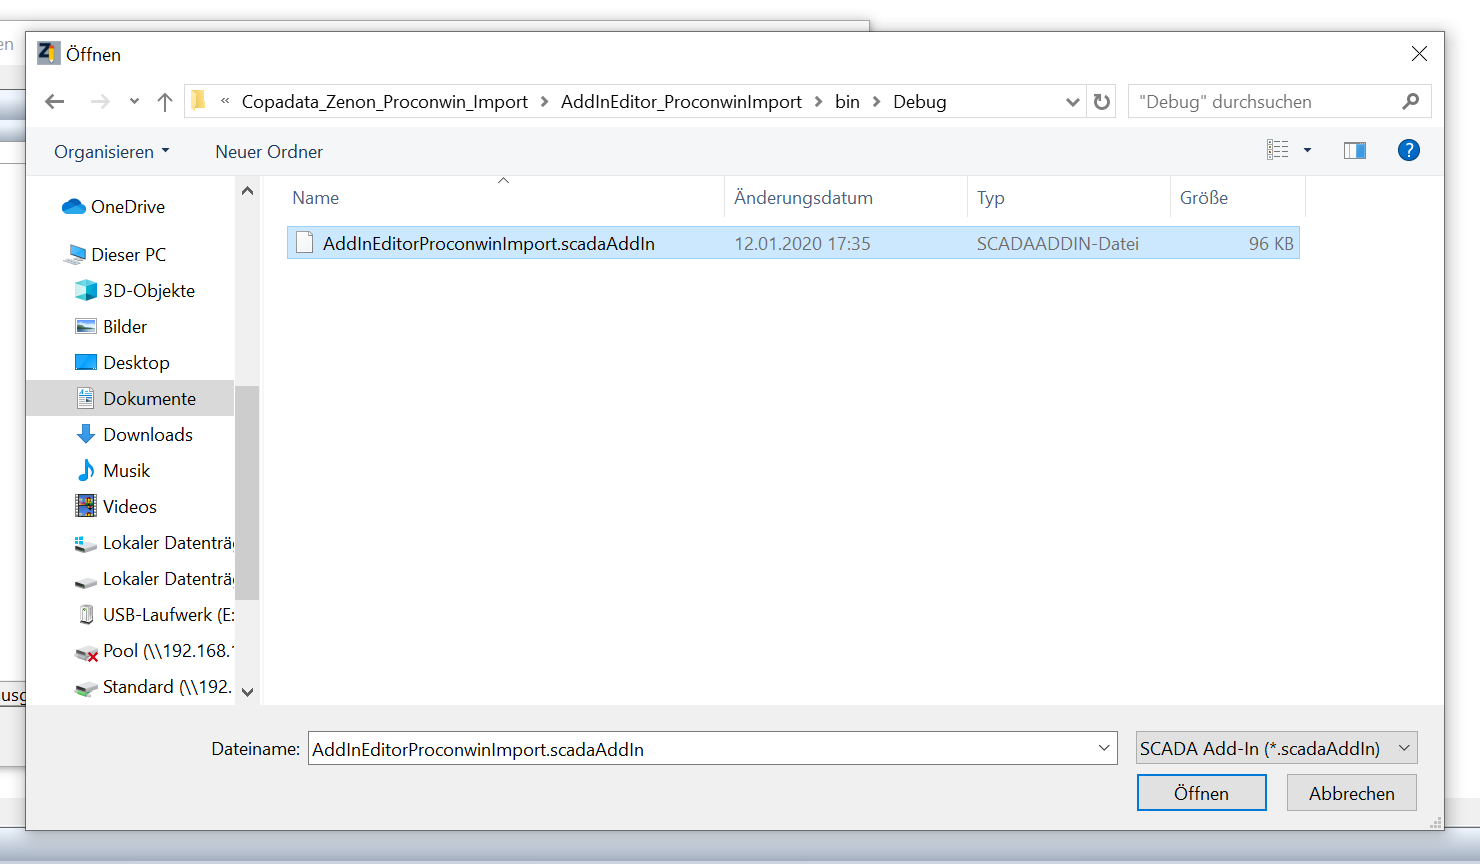 en
Öffnen
« Copadata_Zenon_Proconwin_Import > AddInEditor_ProconwinImport > bin > Debug
"Debug" durchsuchen
Organisieren
Neuer Ordner
Name
Änderungsdatum
Typ
Größe
AddInEditorProconwinImport.scadaAddIn
12.01.2020 17:35
SCADAADDIN-Datei
96 KB
OneDrive
Dieser PC
3D-Objekte
Bilder
Desktop
Dokumente
Downloads
Musik
Videos
Lokaler Datenträ
Lokaler Datenträ
USB-Laufwerk (E:
Pool (\\192.168.1
Standard (\\192.
usg
Dateiname:
AddInEditorProconwinImport.scadaAddIn
SCADA Add-In (*.scadaAddIn)
Öffnen
Abbrechen